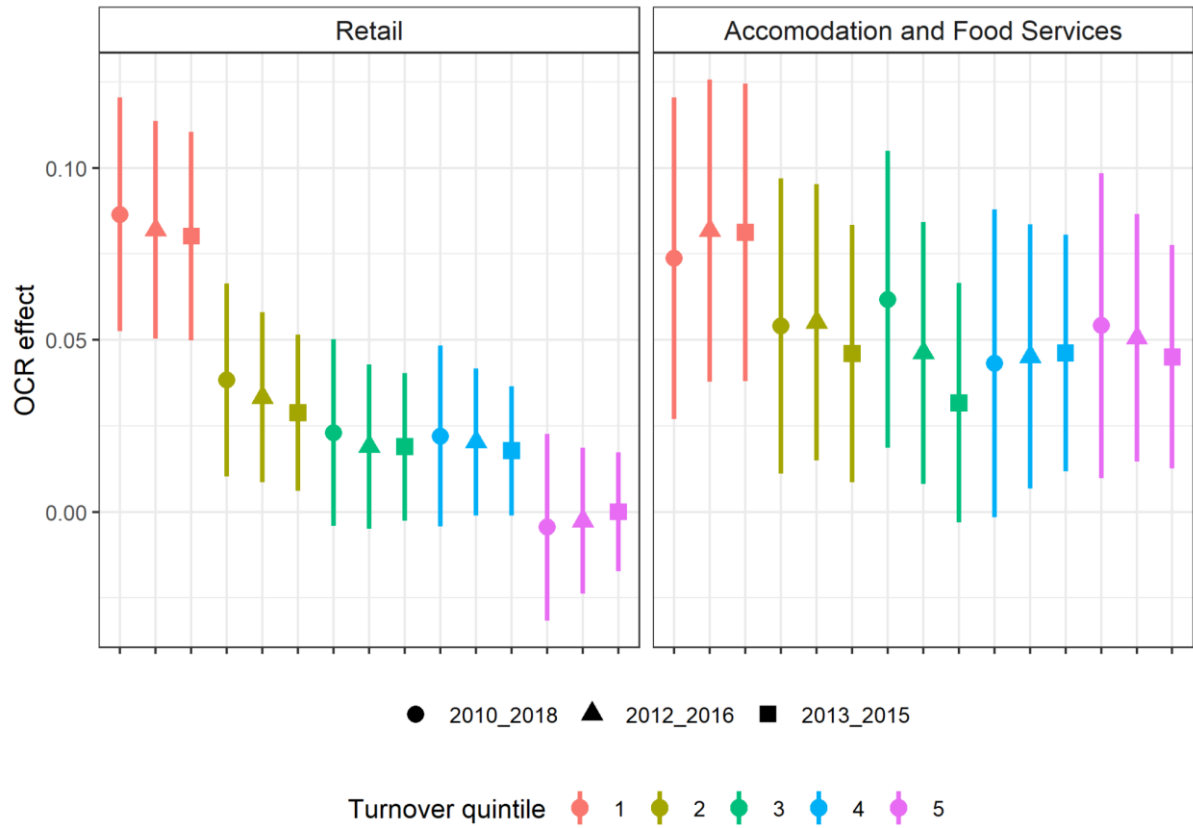 Retail
Accomodation and Food Services
OCR effect
0.10
0.05
0.00
2010_2018 2012_2016 2013_2015
Turnover quintile 1 2 3 4 5